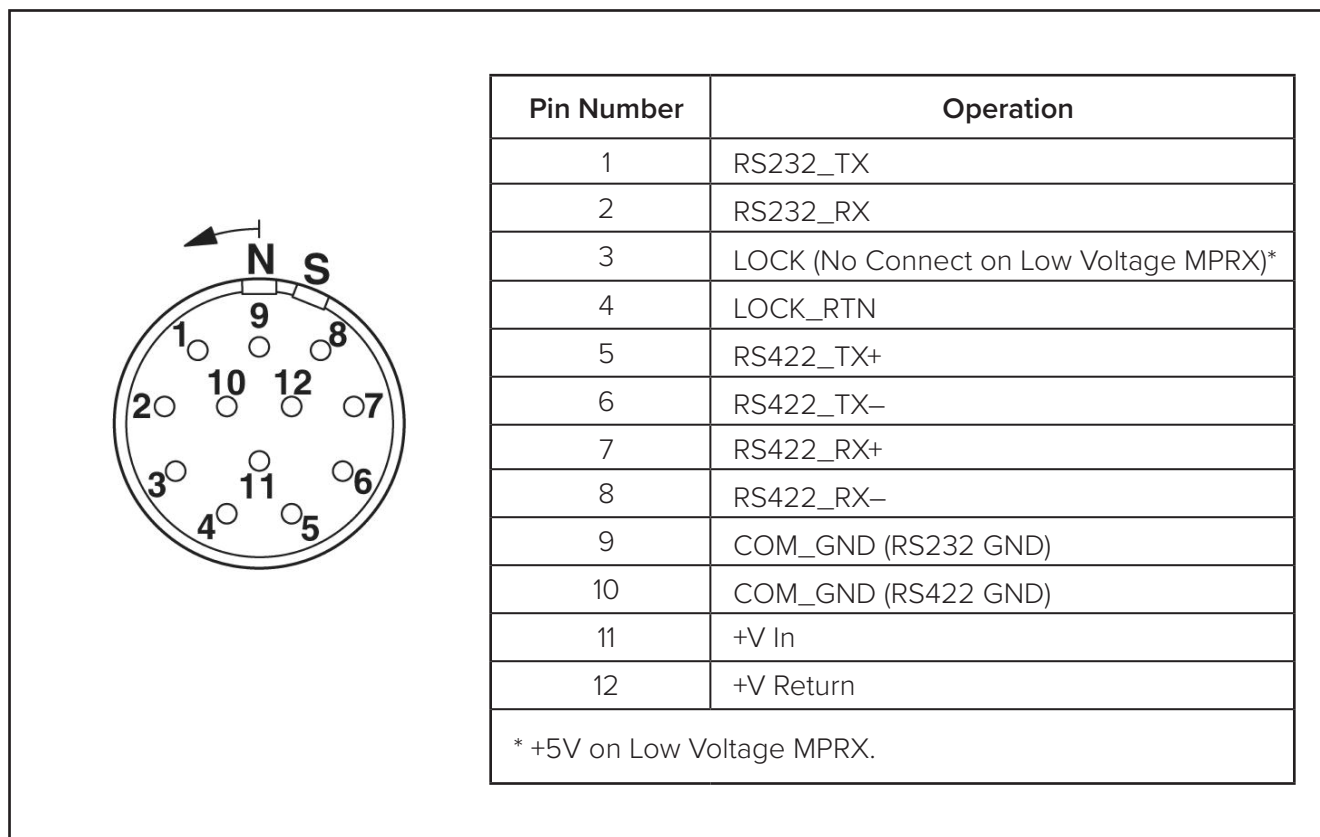 N S
9
1 8
10 12
2 7
3 11 6
4 5
Pin Number Operation
1 RS232_TX
2 RS232_RX
3 LOCK (No Connect on Low Voltage MPRX)*
4 LOCK_RTN
5 RS422_TX+
6 RS422_TX–
7 RS422_RX+
8 RS422_RX–
9 COM_GND (RS232 GND)
10 COM_GND (RS422 GND)
11 +V In
12 +V Return
* +5V on Low Voltage MPRX.